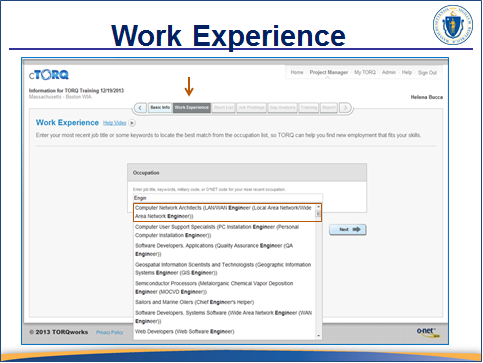 Work Experience
cTORQ
Home Project Manager My TORQ Admin Help Sign Out
Information for TORQ Training 12/19/2013
Massachusetts - Boston WIA
Helena Bucca
Basic Info Work Experience Short List Job Postings Gap Analysis Training Report
Work Experience Help Video
Enter your most recent job title or some keywords to locate the best match from the occupation list, so TORQ can help you find new employment that fits your skills.
Occupation
Enter job title, keywords, military code, or O*NET code for your most recent occupation.
Engin
Computer Network Architects (LAN/WAN Engineer (Local Area Network/Wide
Area Network Engineer))
Computer User Support Specialists (PC Installation Engineer (Personal
Computer Installation Engineer))
Next
Software Developers, Applications (Quality Assurance Engineer (QA
Engineer))
Geospatial Information Scientists and Technologists (Geographic Information
Systems Engineer (GIS Engineer))
Semiconductor Processors (Metalorganic Chemical Vapor Deposition
Engineer (MOCVD Engineer))
Sailors and Marine Oilers (Chief Engineer's Helper)
Software Developers, Systems Software (Wide Area Network Engineer (WAN
Engineer))
Web Developers (Web Software Engineer)
© 2013 TORQworks Privacy Policy
o·net